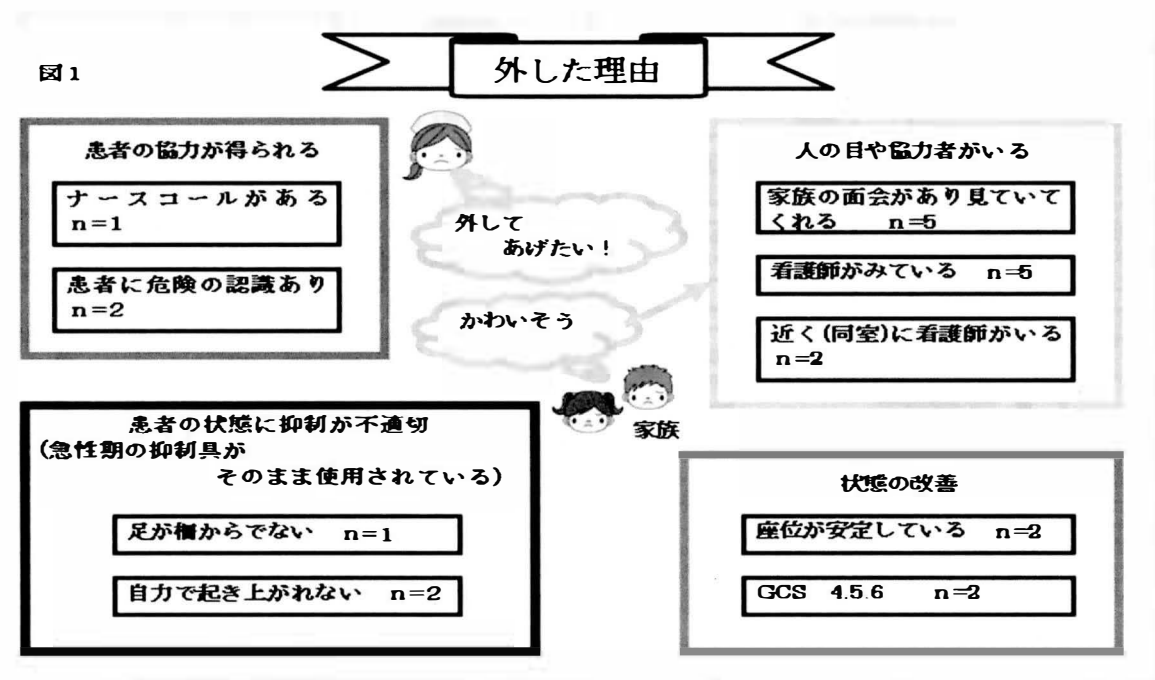 図1
外した理由
患者の協力が得られる
ナースコールがある
n=1
患者に危険の認識あり
n=2
外して
あげたい!
かわいそう
家族
人の目や協力者がいる
家族の面会があり見ていて
くれる n=5
看護師がみている n=5
近く(同室)に看護師がいる
n=2
患者の状態に抑制が不適切
(急性期の抑制具が
そのまま使用されている)
足が柵からでない n=1
自力で起き上がれない n=2
状態の改善
座位が安定している n=2
GCS 4.5.6 n=2